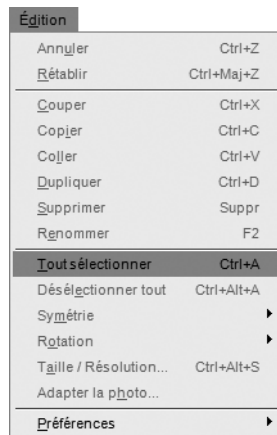 Édition
Annuler Ctrl+Z
Rétablir Ctrl+Maj+Z
Couper Ctrl+X
Copier Ctrl+C
Coller Ctrl+V
Dupliquer Ctrl+D
Supprimer Suppr
Renommer F2
Tout sélectionner Ctrl+A
Désélectionner tout Ctrl+Alt+A
Symétrie
Rotation
Taille / Résolution... Ctrl+Alt+S
Adapter la photo...
Préférences